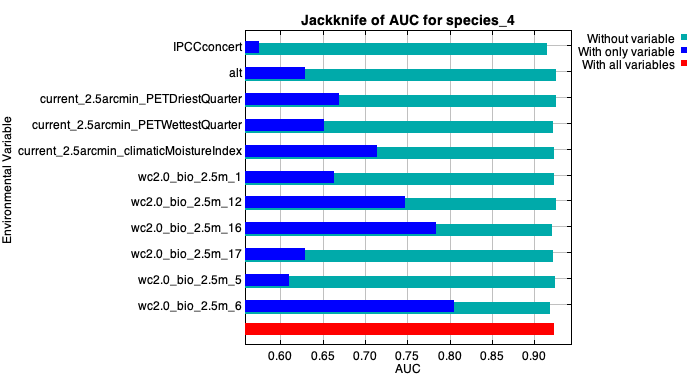 Jackknife of AUC for species_4
Without variable
With only variable
With all variables
Environmental Variable
IPCCconcert
alt
current_2.5arcmin_PETDriestQuarter
current_2.5arcmin_PETWettestQuarter
current_2.5arcmin_climaticMoistureIndex
wc2.0_bio_2.5m_1
wc2.0_bio_2.5m_12
wc2.0_bio_2.5m_16
wc2.0_bio_2.5m_17
wc2.0_bio_2.5m_5
wc2.0_bio_2.5m_6
0.60 0.65 0.70 0.75 0.80 0.85 0.90
AUC